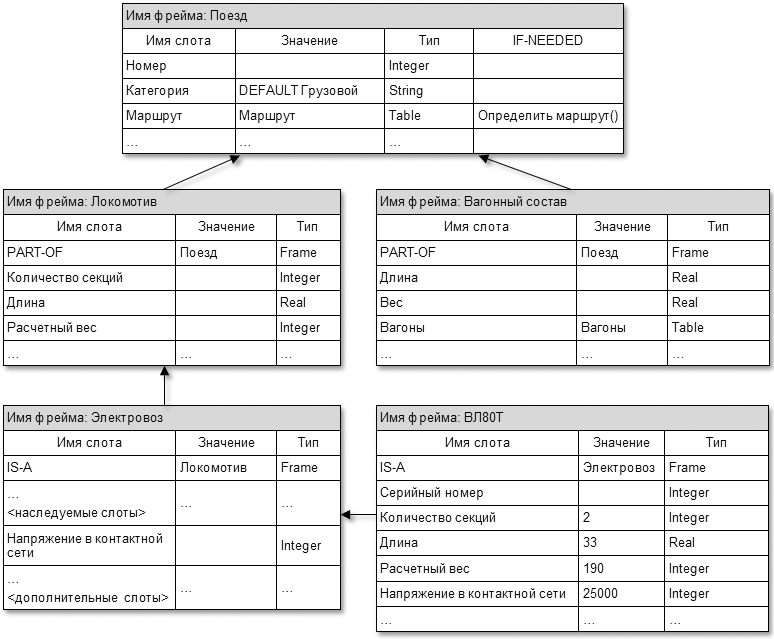 Имя фрейма: Поезд
Имя слота Значение Тип IF-NEEDED
Номер Integer
Категория DEFAULT Грузовой String
Маршрут Маршрут Table Определить маршрут()
... ... ...
Имя фрейма: Локомотив
Имя слота Значение Тип
PART-OF Поезд Frame
Количество секций Integer
Длина Real
Расчетный вес Integer
... ... ...
Имя фрейма: Вагонный состав
Имя слота Значение Тип
PART-OF Поезд Frame
Длина Real
Вес Real
Вагоны Вагоны Table
... ... ...
Имя фрейма: Электровоз
Имя слота Значение Тип
IS-A Локомотив Frame
...
<наследуемые слоты> ... ...
Напряжение в контактной
сети Integer
...
<дополнительные слоты> ... ...
Имя фрейма: ВЛ80Т
Имя слота Значение Тип
IS-A Электровоз Frame
Серийный номер Integer
Количество секций 2 Integer
Длина 33 Real
Расчетный вес 190 Integer
Напряжение в контактной сети 25000 Integer
... ... ...